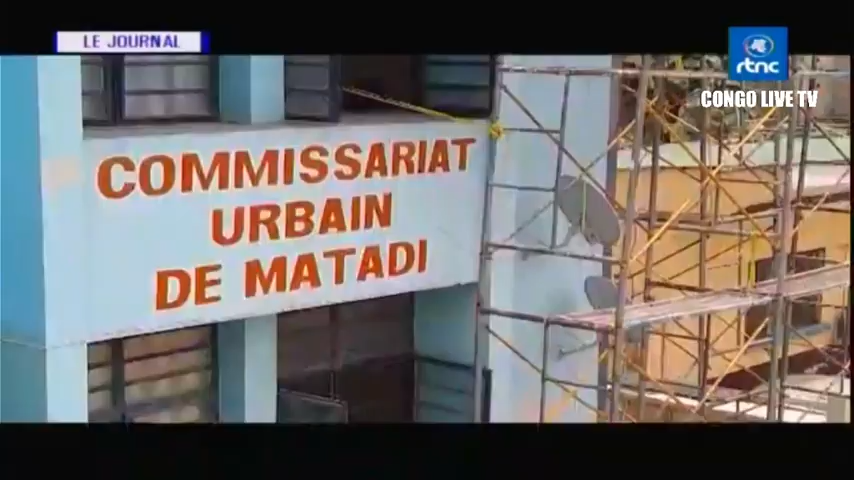 LE JOURNAL
rtnc
CONGO LIVE TV
COMMISSARIAT
URBAIN
DE MATADI